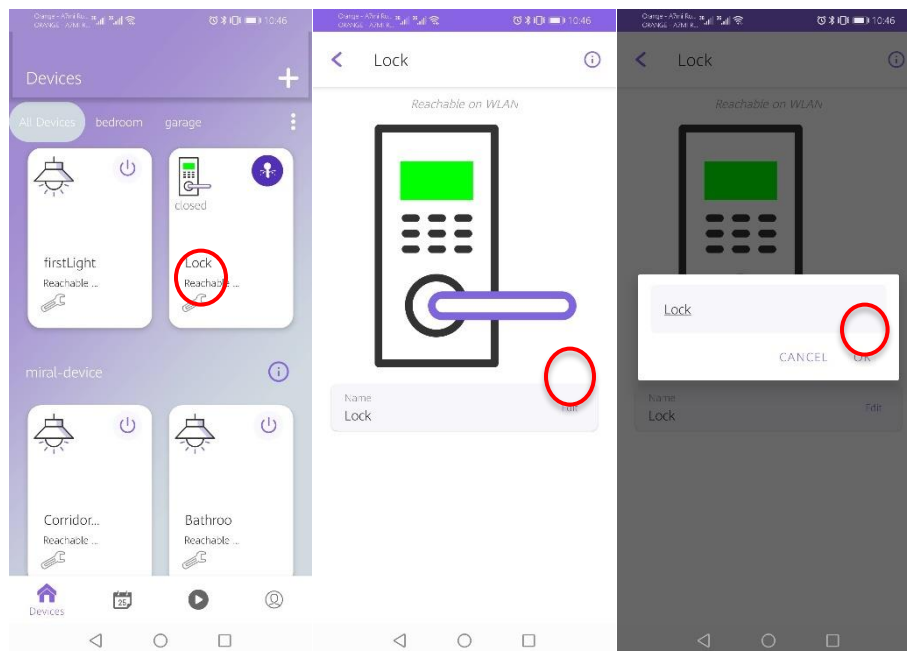 10:46
Devices
All Devices bedroom garage
closed
firstLight
Reachable ...
Lock
Reachable ...
miral-device
Corridor...
Reachable ...
Bathroo
Reachable ...
25
Devices
10:46
Lock
Reachable on WLAN
Name
Lock
Edit
10:46
Lock
Reachable on WLAN
Lock
CANCEL OK
Name
Lock
Edit